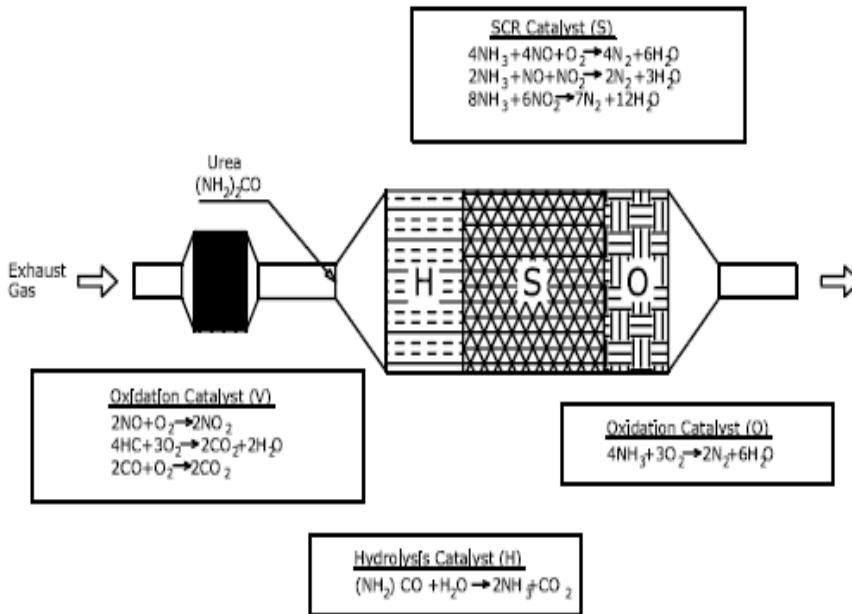 SCR Catalyst (S)
4NH3+4NO+O2→4N2+6H2O
2NH3+NO+NO2→2N2+3H2O
8NH3+6NO2→7N2+12H2O
Urea
(NH2)2CO
Exhaust
Gas
H
S
O
Oxidation Catalyst (V)
2NO+O2→2NO2
4HC+3O2→2CO2+2H2O
2CO+O2→2CO2
Oxidation Catalyst (O)
4NH3+3O2→2N2+6H2O
Hydrolysis Catalyst (H)
(NH2) CO +H2O→2NH3+CO2